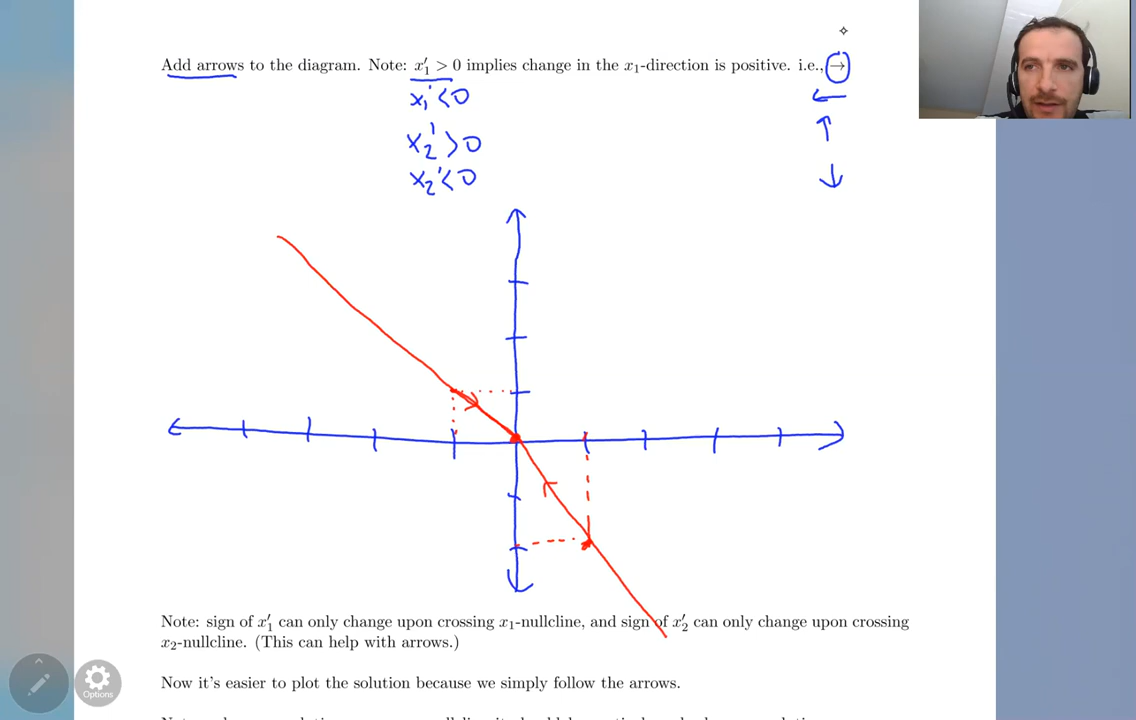 Add arrows to the diagram. Note: x₁′ > 0 implies change in the x₁-direction is positive. i.e., →
x₁′ < 0 ←
x₂′ > 0 ↑
x₂′ < 0 ↓
Note: sign of x₁′ can only change upon crossing x₁-nullcline, and sign of x₂′ can only change upon crossing
x₂-nullcline. (This can help with arrows.)
Options
Now it's easier to plot the solution because we simply follow the arrows.